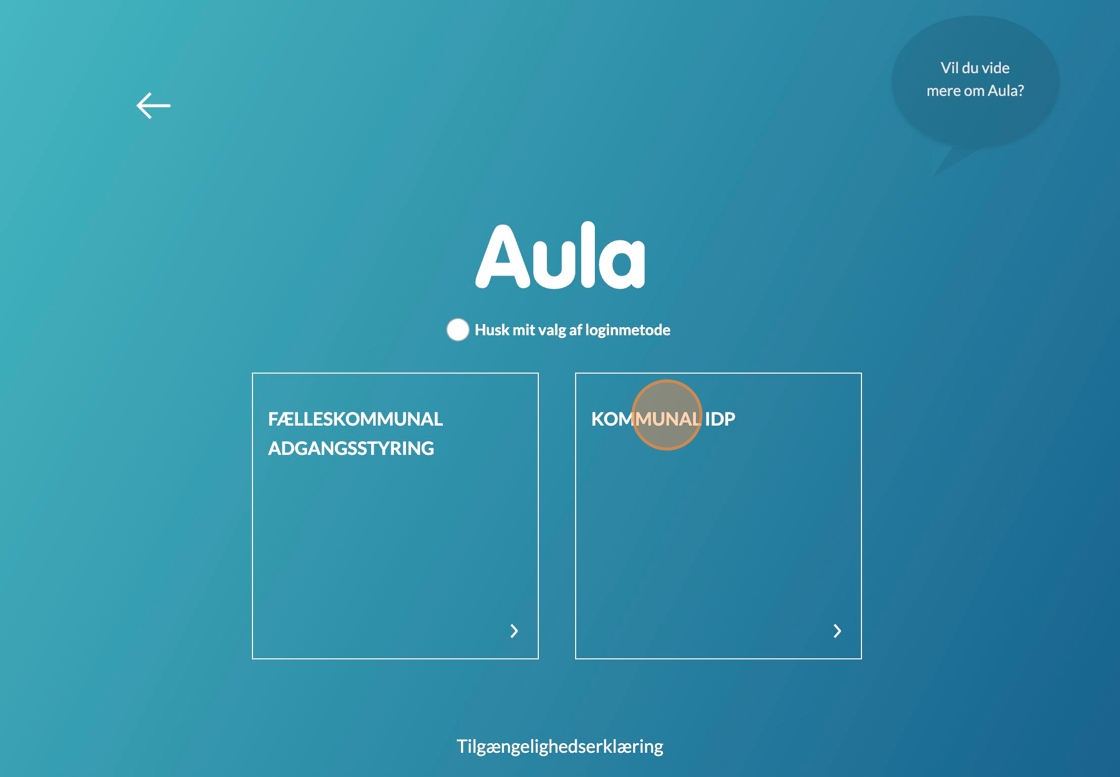 Vil du vide
mere om Aula?
Aula
Husk mit valg af loginmetode
FÆLLESKOMMUNAL
ADGANGSSTYRING
KOMMUNAL IDP
Tilgængelighedserklæring